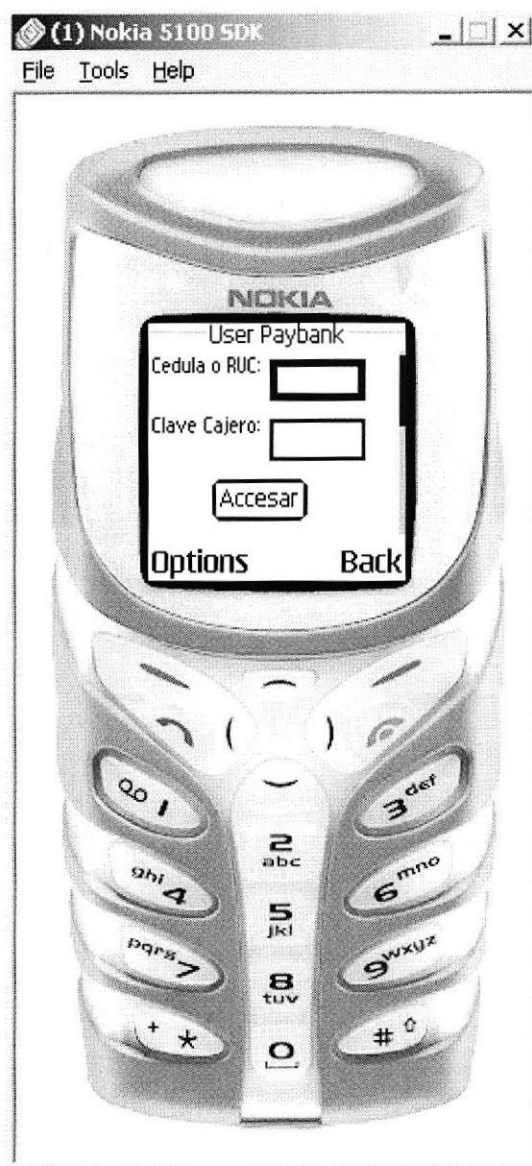 (1) Nokia 5100 SDK
File Tools Help
NOKIA
User Paybank
Cedula o RUC:
Clave Cajero:
Accesar
Options Back
1
2 abc
3 def
ghi 4
5 jkl
6 mno
pqrs 7
8 tuv
9 wxyz
+ *
0
#